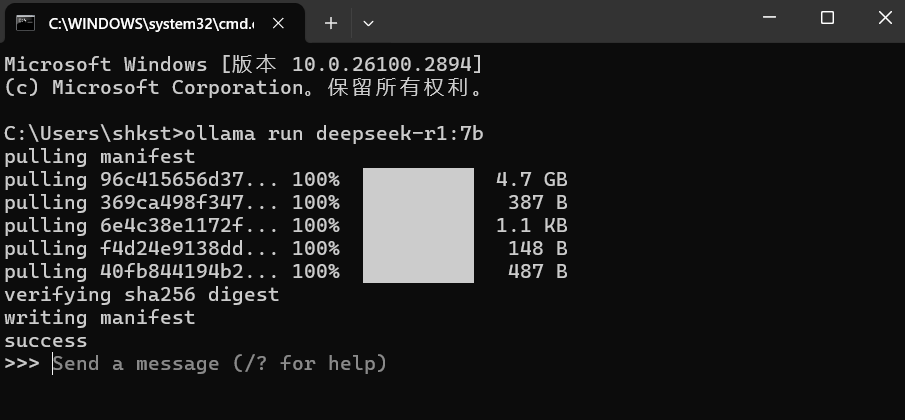 C:\WINDOWS\system32\cmd.e
Microsoft Windows [版本 10.0.26100.2894]
(c) Microsoft Corporation。保留所有权利。
C:\Users\shkst>ollama run deepseek-r1:7b
pulling manifest
pulling 96c415656d37... 100% 4.7 GB
pulling 369ca498f347... 100% 387 B
pulling 6e4c38e1172f... 100% 1.1 KB
pulling f4d24e9138dd... 100% 148 B
pulling 40fb844194b2... 100% 487 B
verifying sha256 digest
writing manifest
success
>>> Send a message (/? for help)